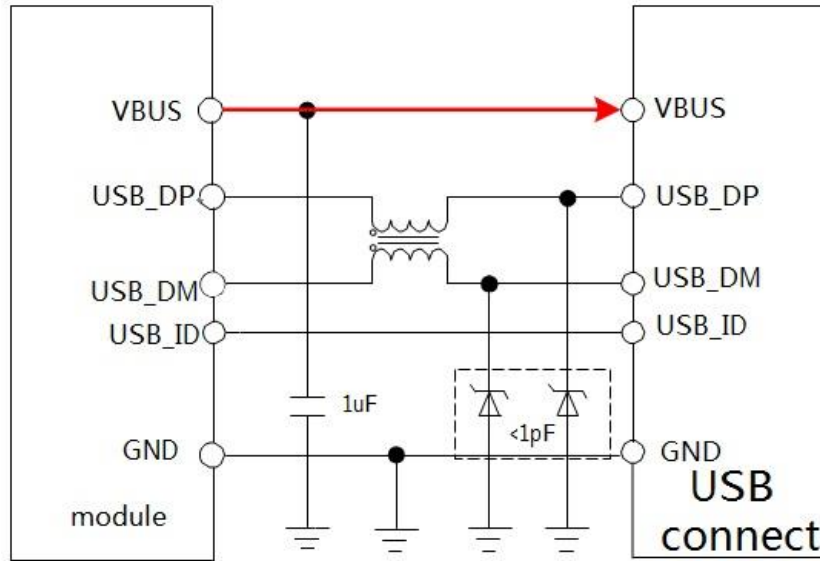 VBUS
VBUS
USB_DP
USB_DP
USB_DM
USB_DM
USB_ID
USB_ID
1uF
<1pF
GND
GND
module
USB
connect